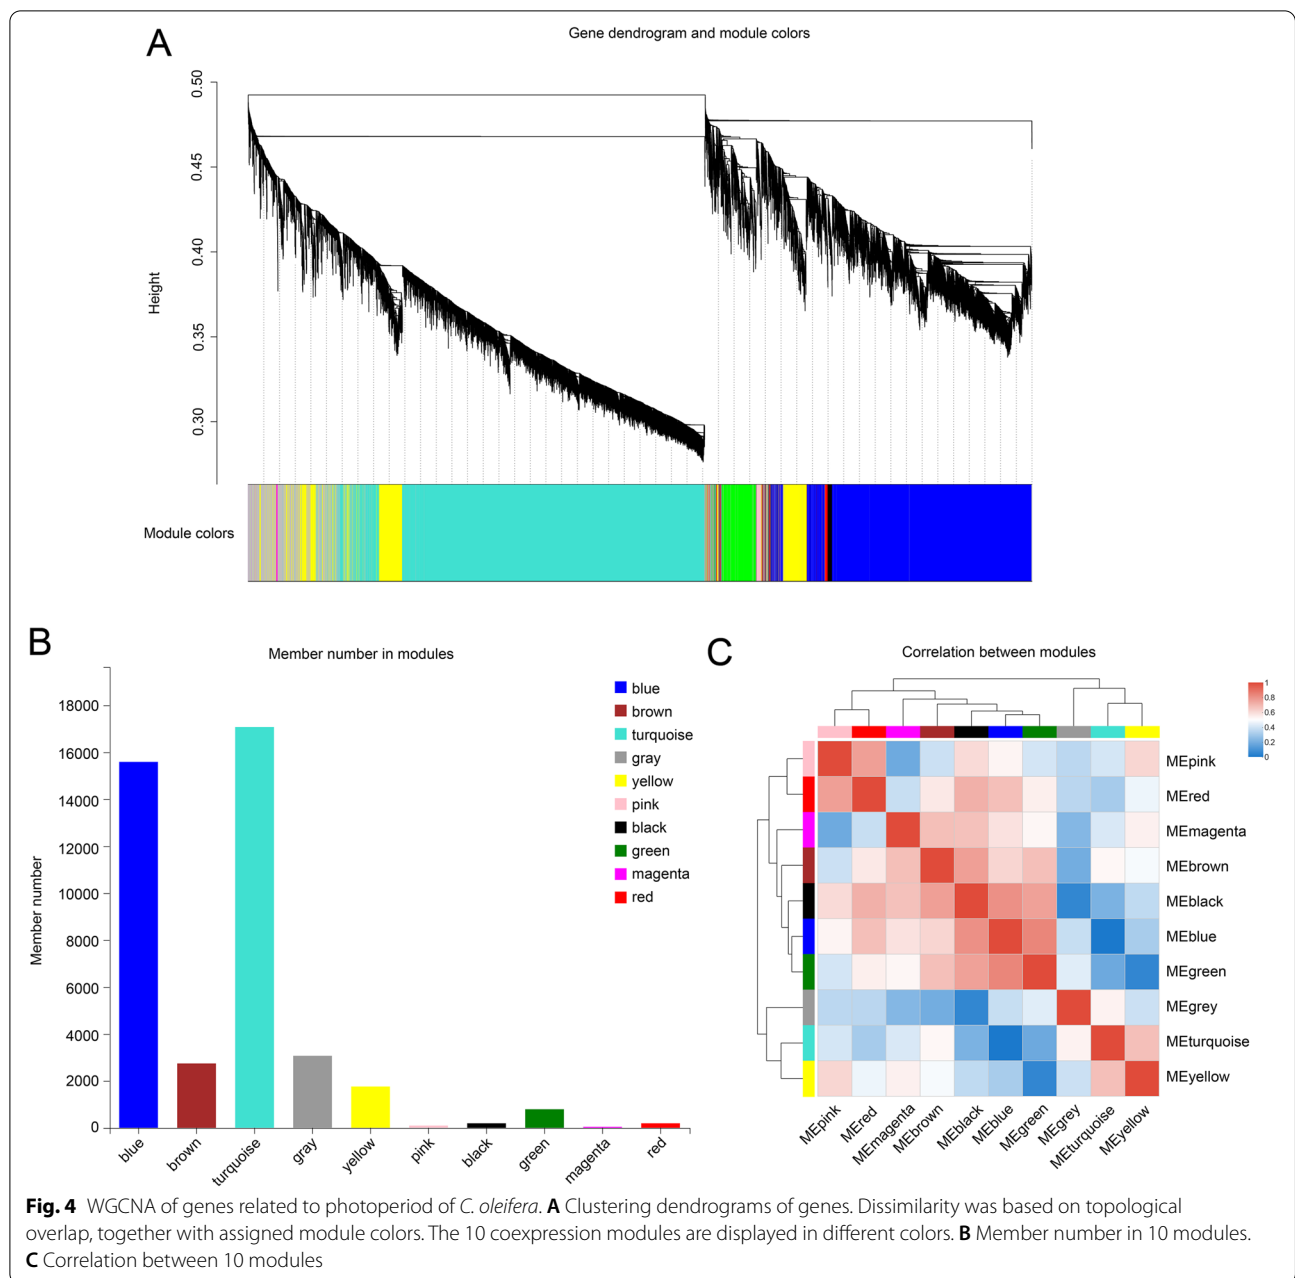 A
Gene dendrogram and module colors
0.50
0.45
0.40
0.35
0.30
Height
Module colors
B
Member number in modules
18000
16000
14000
12000
10000
8000
6000
4000
2000
0
Member number
blue
brown
turquoise
gray
yellow
pink
black
green
magenta
red
blue
brown
turquoise
gray
yellow
pink
black
green
magenta
red
C
Correlation between modules
1
0.8
0.6
0.4
0.2
0
MEpink
MEred
MEmagenta
MEbrown
MEblack
MEblue
MEgreen
MEgrey
MEturquoise
MEyellow
MEpink
MEred
MEmagenta
MEbrown
MEblack
MEblue
MEgreen
MEgrey
MEturquoise
MEyellow
Fig. 4 WGCNA of genes related to photoperiod of C. oleifera. A Clustering dendrograms of genes. Dissimilarity was based on topological
overlap, together with assigned module colors. The 10 coexpression modules are displayed in different colors. B Member number in 10 modules.
C Correlation between 10 modules